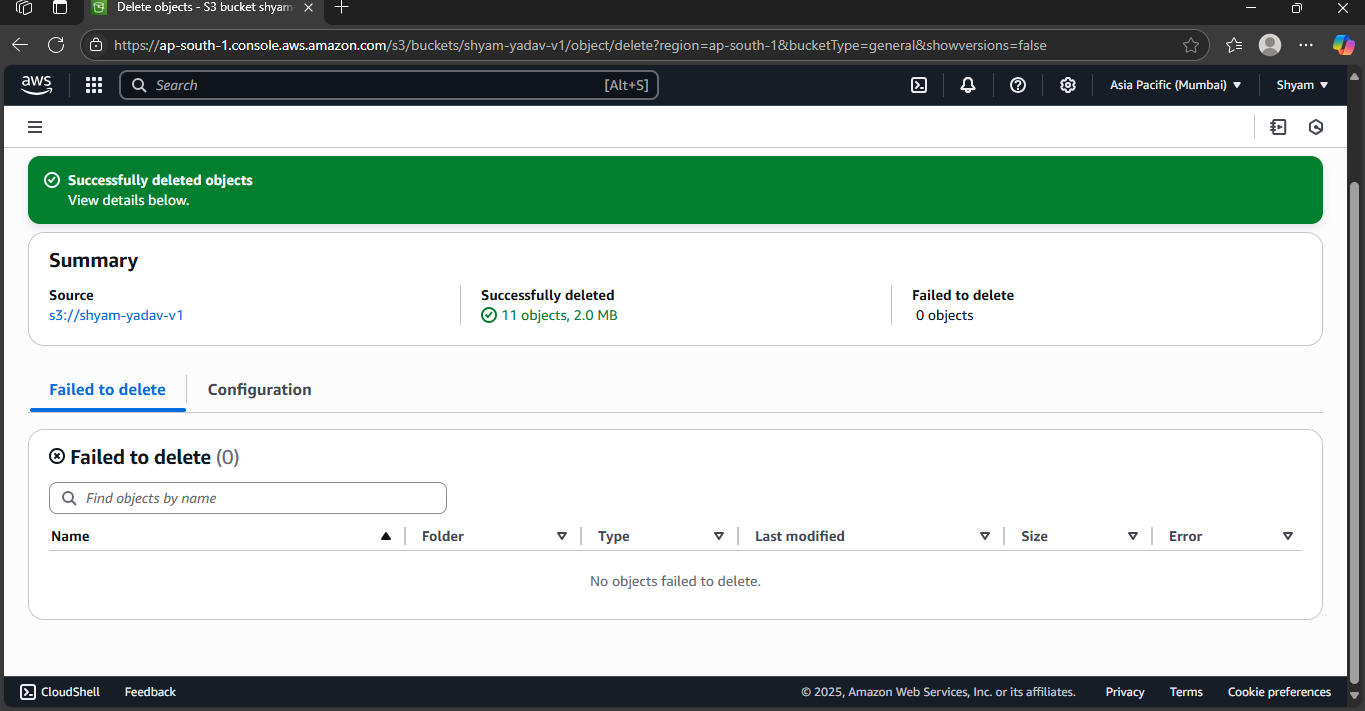 Delete objects - S3 bucket shyam-
https://ap-south-1.console.aws.amazon.com/s3/buckets/shyam-yadav-v1/object/delete?region=ap-south-1&bucketType=general&showversions=false
aws
Search [Alt+S]
Asia Pacific (Mumbai)
Shyam
Successfully deleted objects
View details below.
Summary
Source
s3://shyam-yadav-v1
Successfully deleted
11 objects, 2.0 MB
Failed to delete
0 objects
Failed to delete
Configuration
Failed to delete (0)
Find objects by name
Name Folder Type Last modified Size Error
No objects failed to delete.
CloudShell Feedback © 2025, Amazon Web Services, Inc. or its affiliates. Privacy Terms Cookie preferences